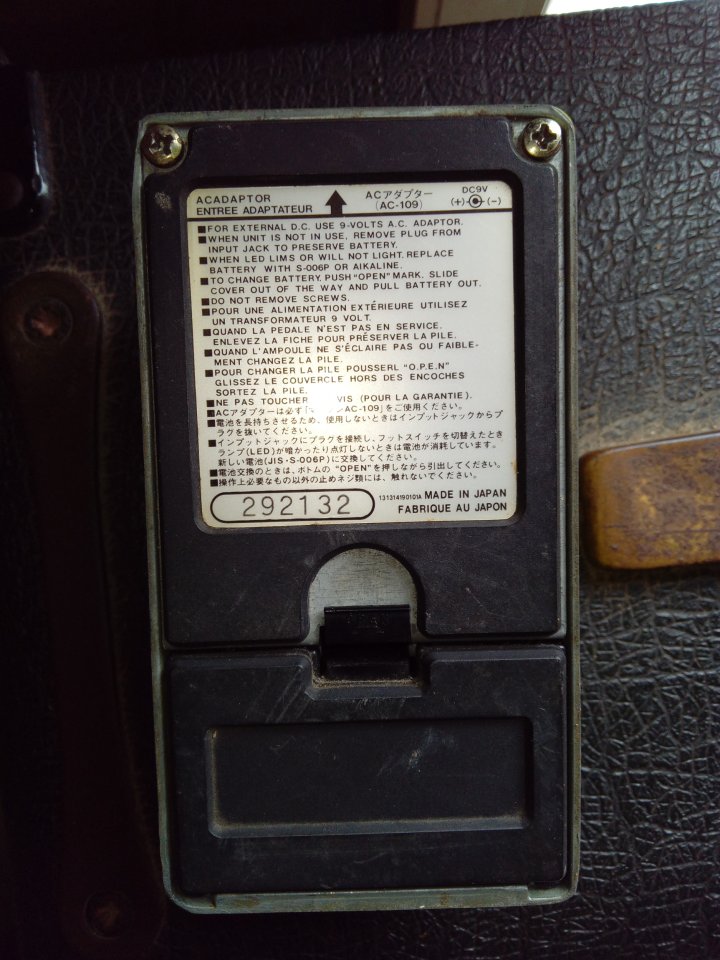 ACADAPTOR
ENTREE ADAPTATEUR
ACアダプター
(AC-109)
DC9V
(+) (-)
■FOR EXTERNAL D.C. USE 9-VOLTS A.C. ADAPTOR.
■WHEN UNIT IS NOT IN USE, REMOVE PLUG FROM
INPUT JACK TO PRESERVE BATTERY.
■WHEN LED LIMS OR WILL NOT LIGHT. REPLACE
BATTERY WITH S-006P OR AIKALINE.
■TO CHANGE BATTERY. PUSH "OPEN" MARK. SLIDE
COVER OUT OF THE WAY AND PULL BATTERY OUT.
■DO NOT REMOVE SCREWS.
■POUR UNE ALIMENTATION EXTÉRIEURE UTILISEZ
UN TRANSFORMATEUR 9 VOLT.
■QUAND LA PEDALE N'EST PAS EN SERVICE.
ENLEVEZ LA FICHE POUR PRÉSERVER LA PILE.
■QUAND L'AMPOULE NE S'ÉCLAIRE PAS OU FAIBLE-
MENT CHANGEZ LA PILE.
■POUR CHANGER LA PILE POUSSERL "O.P.E.N"
GLISSEZ LE COUVERCLE HORS DES ENCOCHES
SORTEZ LA PILE.
■NE PAS TOUCHER VIS (POUR LA GARANTIE).
■ACアダプターは必ず「 AC-109」をご使用ください。
■電池を長持ちさせるため、使用しないときはインプットジャックからプ
ラグを抜いてください。
■インプットジャックにプラグを接続し、フットスイッチを切替えたとき
ランプ(LED)が暗かったり点灯しないときは電池が消耗しています。
新しい電池(JIS・S-006P)に交換してください。
■電池交換のときは、ボトムの "OPEN"を押しながら引出してください。
■操作上必要なもの以外の止めネジ類には、触れないでください。
292132
131314190101A MADE IN JAPAN
FABRIQUE AU JAPON